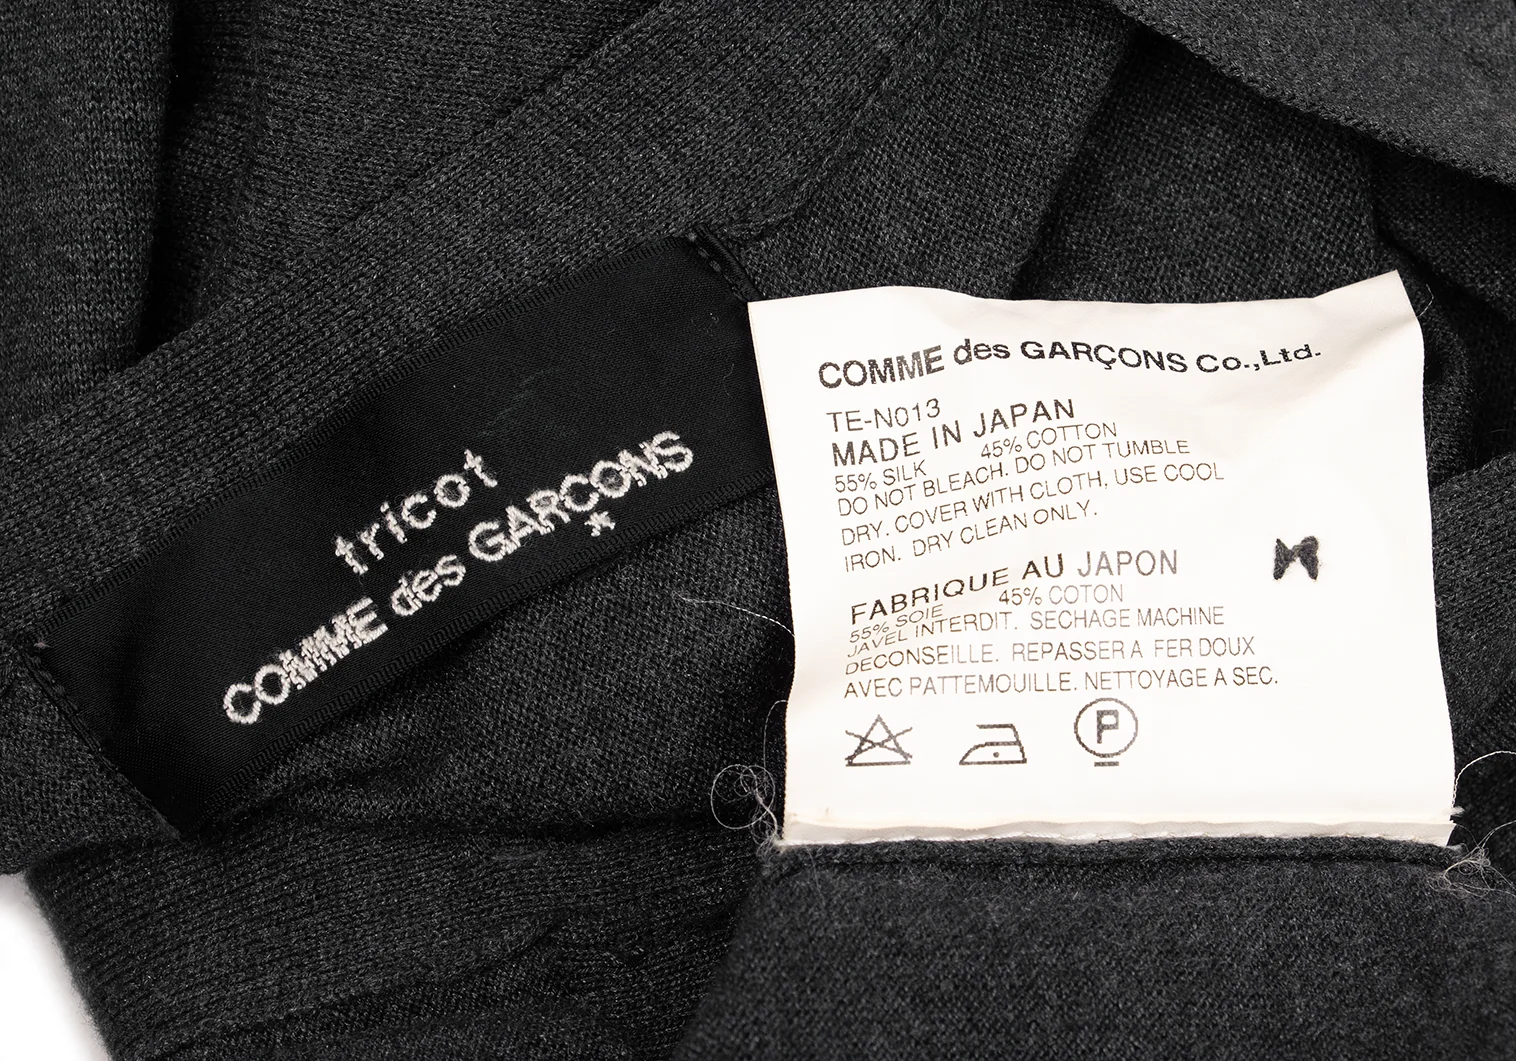 tricot
COMME des GARÇONS
COMME des GARÇONS Co.,Ltd.
TE-N013
MADE IN JAPAN
55% SILK 45% COTTON
DO NOT BLEACH. DO NOT TUMBLE
DRY. COVER WITH CLOTH, USE COOL
IRON. DRY CLEAN ONLY.
FABRIQUE AU JAPON
55% SOIE 45% COTON
JAVEL INTERDIT. SECHAGE MACHINE
DECONSEILLE. REPASSER A FER DOUX
AVEC PATTEMOUILLE. NETTOYAGE A SEC.
P
M